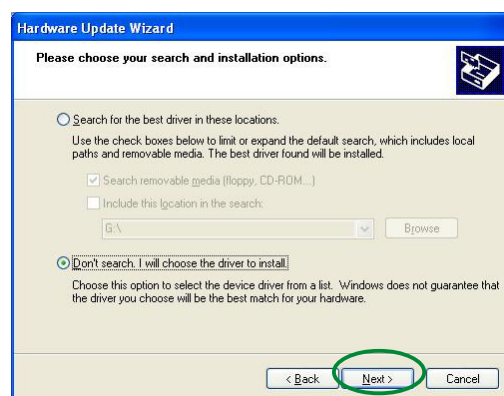 Hardware Update Wizard
Please choose your search and installation options.
Search for the best driver in these locations.
Use the check boxes below to limit or expand the default search, which includes local
paths and removable media. The best driver found will be installed.
Search removable media (floppy, CD-ROM...)
Include this location in the search:
G:\
Browse
Don't search. I will choose the driver to install.
Choose this option to select the device driver from a list. Windows does not guarantee that
the driver you choose will be the best match for your hardware.
< Back Next > Cancel